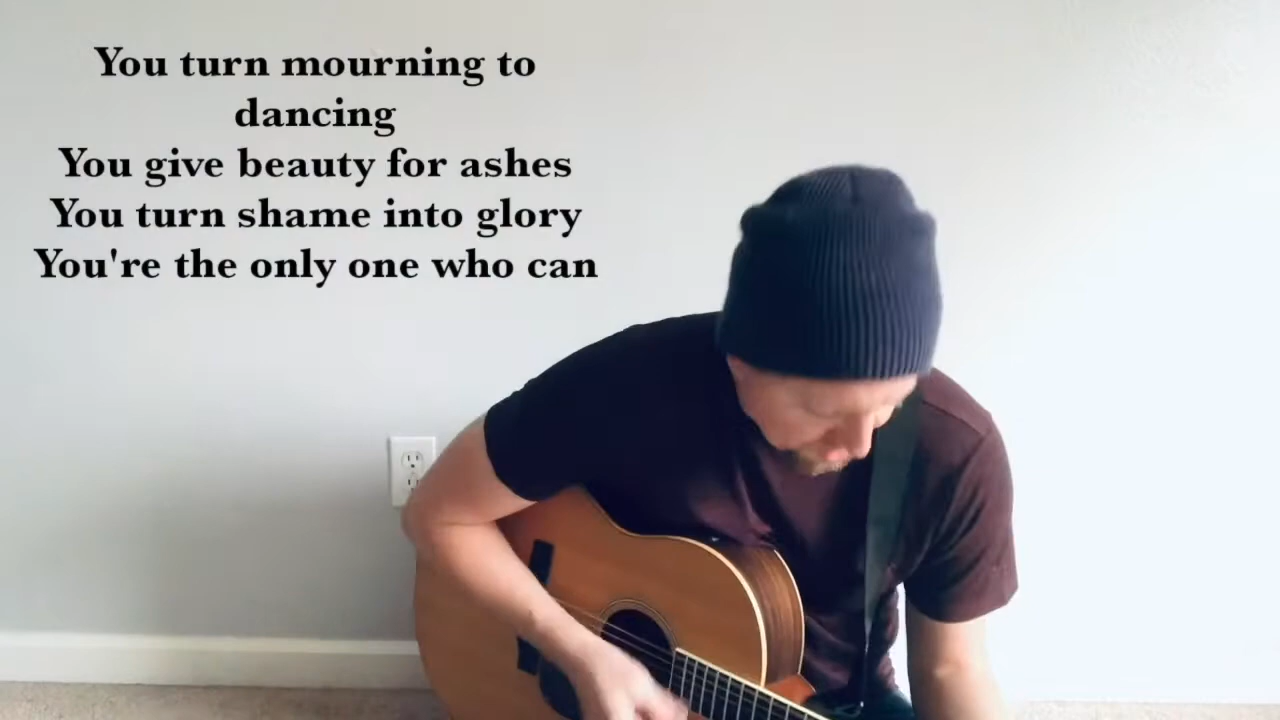 You turn mourning to
dancing
You give beauty for ashes
You turn shame into glory
You're the only one who can